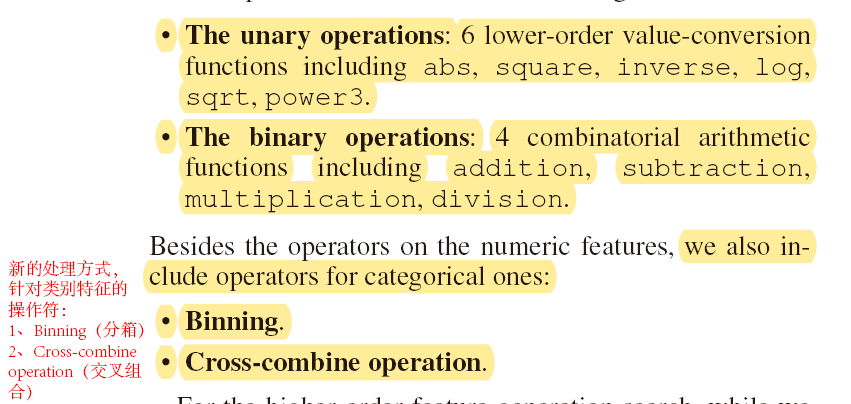 • The unary operations: 6 lower-order value-conversion
functions including abs, square, inverse, log,
sqrt, power3.
• The binary operations: 4 combinatorial arithmetic
functions including addition, subtraction,
multiplication, division.
Besides the operators on the numeric features, we also in-
clude operators for categorical ones:
• Binning.
• Cross-combine operation.
新的处理方式，
针对类别特征的
操作符：
1、Binning（分箱）
2、Cross-combine
operation（交叉组
合）